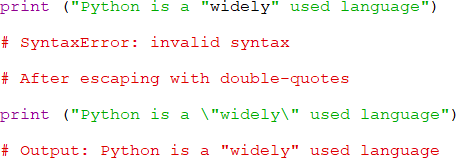 print ("Python is a "widely" used language")
# SyntaxError: invalid syntax
# After escaping with double-quotes
print ("Python is a \"widely\" used language")
# Output: Python is a "widely" used language